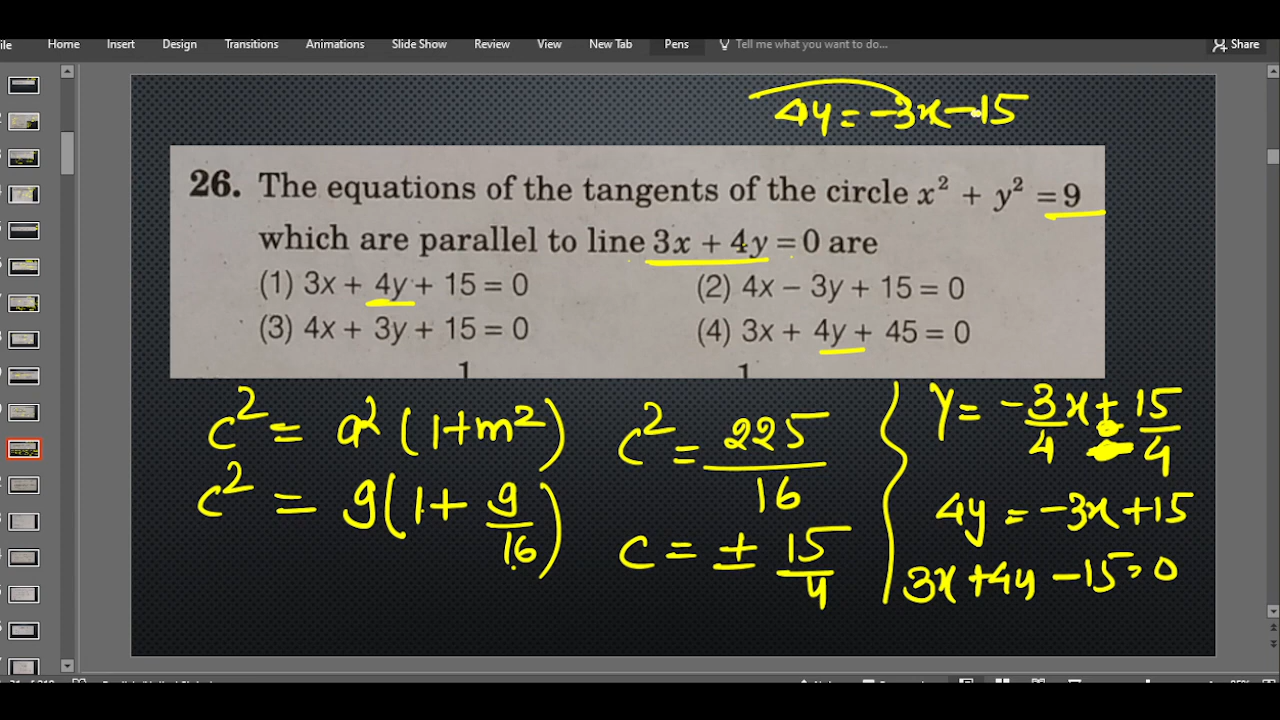 File Home Insert Design Transitions Animations Slide Show Review View New Tab Pens Tell me what you want to do... Share
4y = -3x - 15
26. The equations of the tangents of the circle x² + y² = 9
which are parallel to line 3x + 4y = 0 are
(1) 3x + 4y + 15 = 0 (2) 4x − 3y + 15 = 0
(3) 4x + 3y + 15 = 0 (4) 3x + 4y + 45 = 0
c² = a² (1+m²)
c² = 9(1 + 9/16)
c² = 225/16
c = ± 15/4
y = -3/4 x ± 15/4
4y = -3x + 15
3x + 4y - 15 = 0